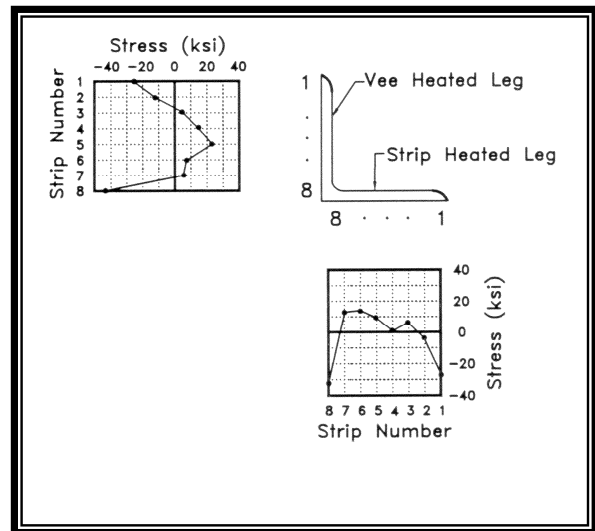 Stress (ksi)
-40 -20 0 20 40
Strip Number
1
2
3
4
5
6
7
8
1
Vee Heated Leg
Strip Heated Leg
8
8 · · · 1
40
20
0
-20
-40
Stress (ksi)
8 7 6 5 4 3 2 1
Strip Number